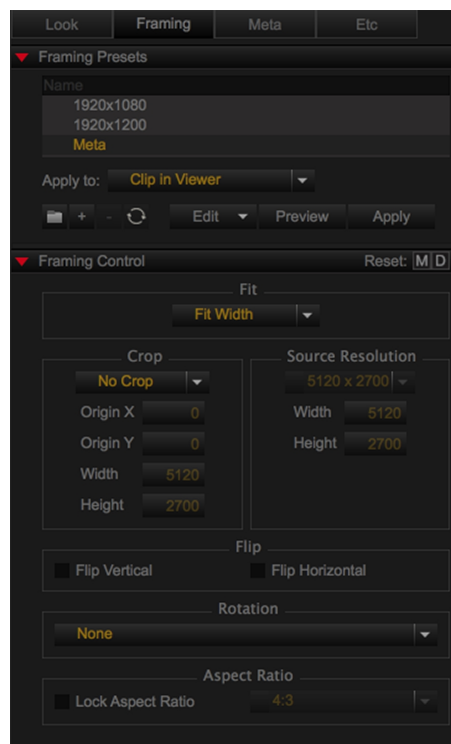 Look Framing Meta Etc
Framing Presets
Name
1920x1080
1920x1200
Meta
Apply to: Clip in Viewer
+ - Edit Preview Apply
Framing Control Reset: M D
Fit
Fit Width
Crop
No Crop
Origin X 0
Origin Y 0
Width 5120
Height 2700
Source Resolution
5120 x 2700
Width 5120
Height 2700
Flip
Flip Vertical Flip Horizontal
Rotation
None
Aspect Ratio
Lock Aspect Ratio 4:3